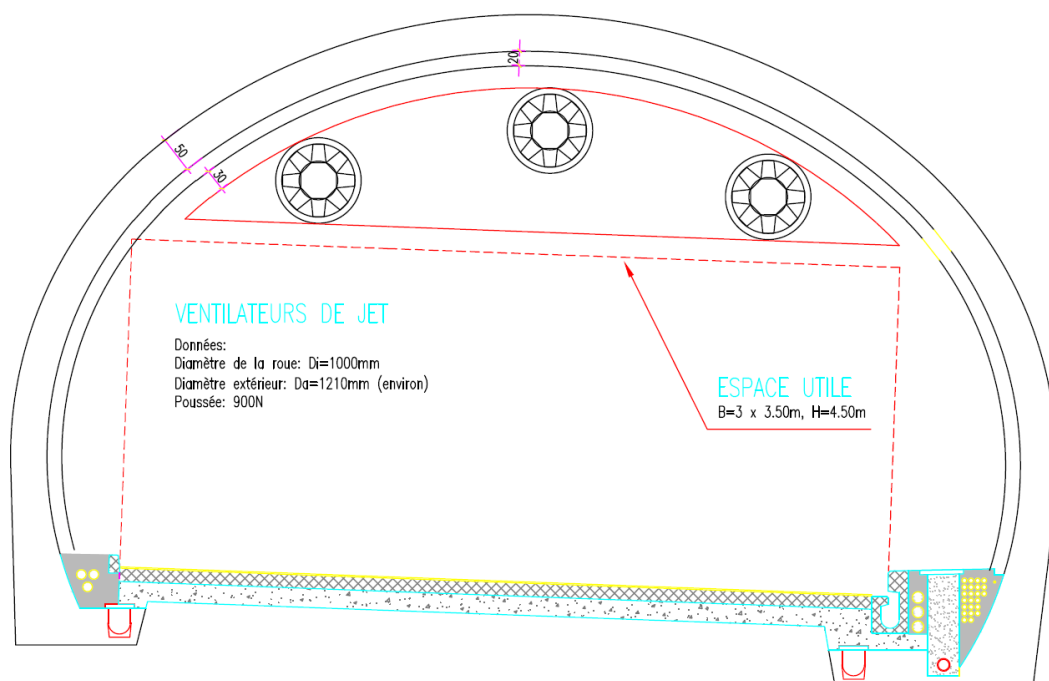 20
50
30
VENTILATEURS DE JET
Données:
Diamètre de la roue: Di=1000mm
Diamètre extérieur: Da=1210mm (environ)
Poussée: 900N
ESPACE UTILE
B=3 x 3.50m, H=4.50m